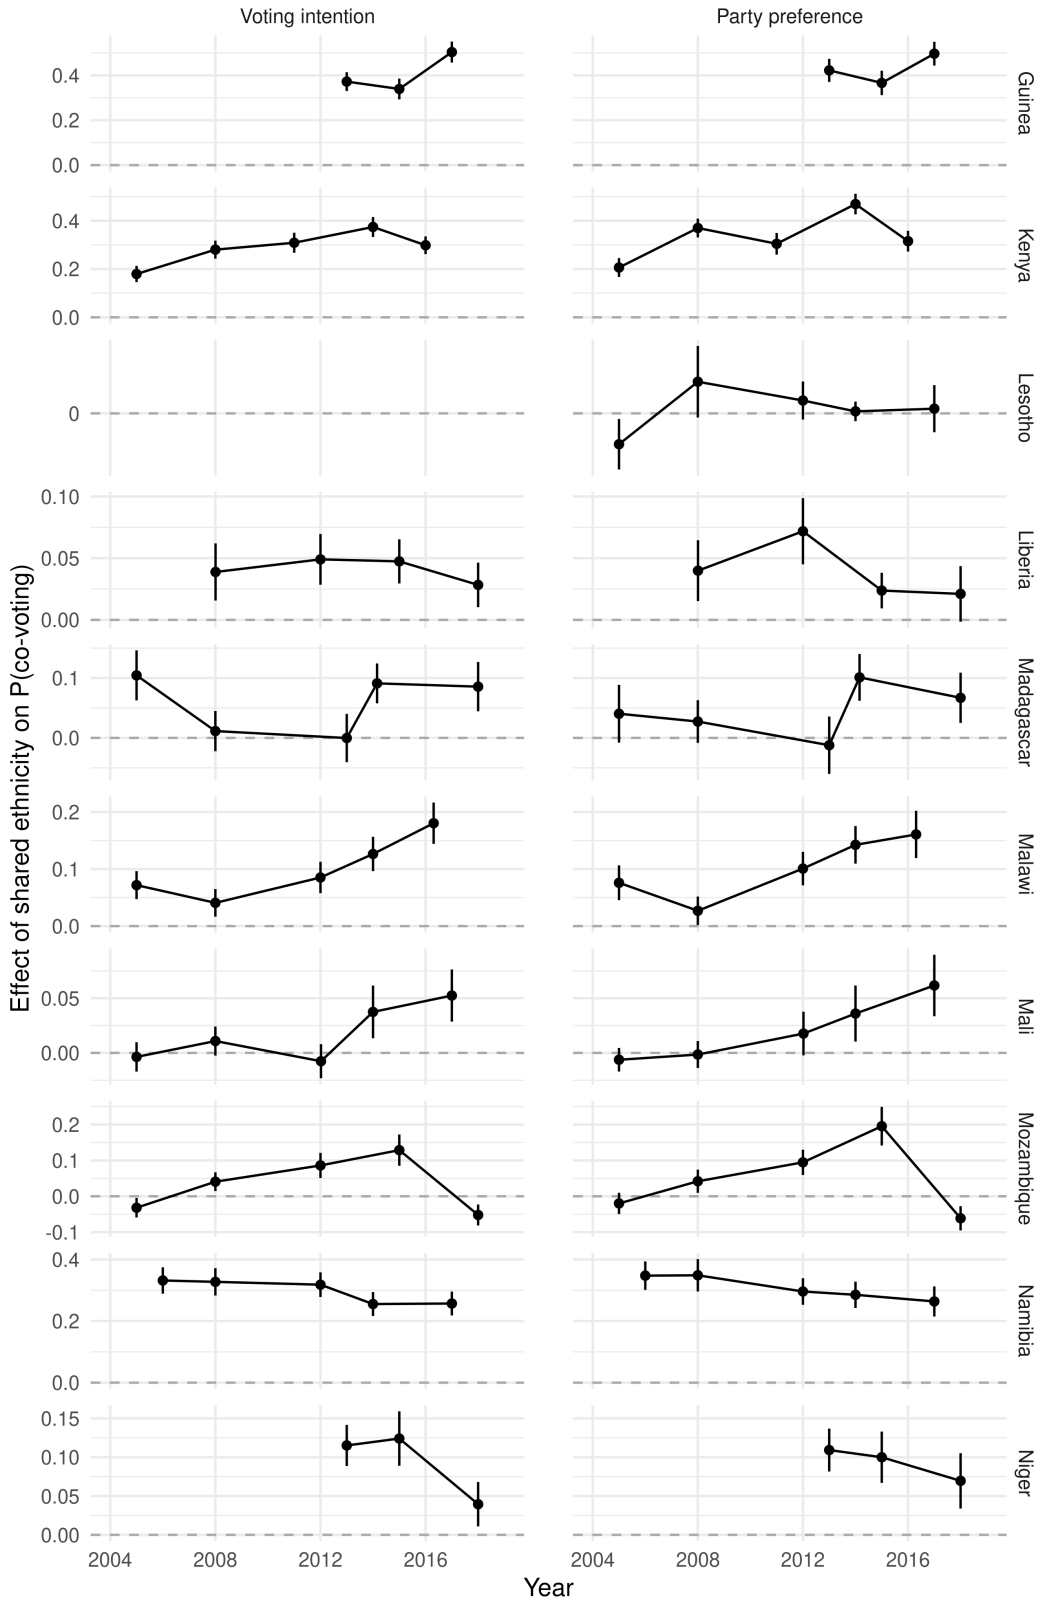 Voting intention
Party preference
0.4
0.2
0.0
Guinea
0.4
0.2
0.0
Kenya
0
Lesotho
0.10
0.05
0.00
Liberia
0.1
0.0
Madagascar
0.2
0.1
0.0
Malawi
0.05
0.00
Mali
0.2
0.1
0.0
-0.1
Mozambique
0.4
0.2
0.0
Namibia
0.15
0.10
0.05
0.00
Niger
Effect of shared ethnicity on P(co-voting)
2004 2008 2012 2016
2004 2008 2012 2016
Year